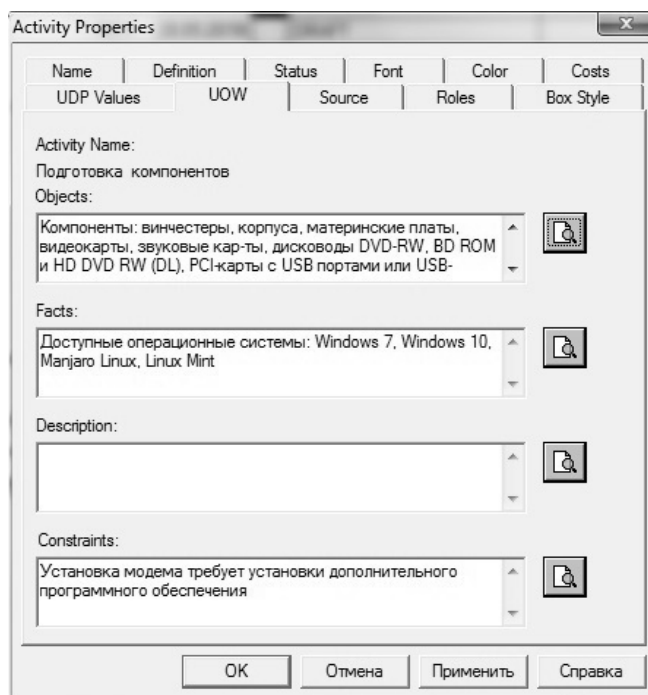 Activity Properties
Name Definition Status Font Color Costs
UDP Values UOW Source Roles Box Style
Activity Name:
Подготовка компонентов
Objects:
Компоненты: винчестеры, корпуса, материнские платы,
видеокарты, звуковые кар-ты, дисководы DVD-RW, BD ROM
и HD DVD RW (DL), PCI-карты с USB портами или USB-
Facts:
Доступные операционные системы: Windows 7, Windows 10,
Manjaro Linux, Linux Mint
Description:
Constraints:
Установка модема требует установки дополнительного
программного обеспечения
OK Отмена Применить Справка